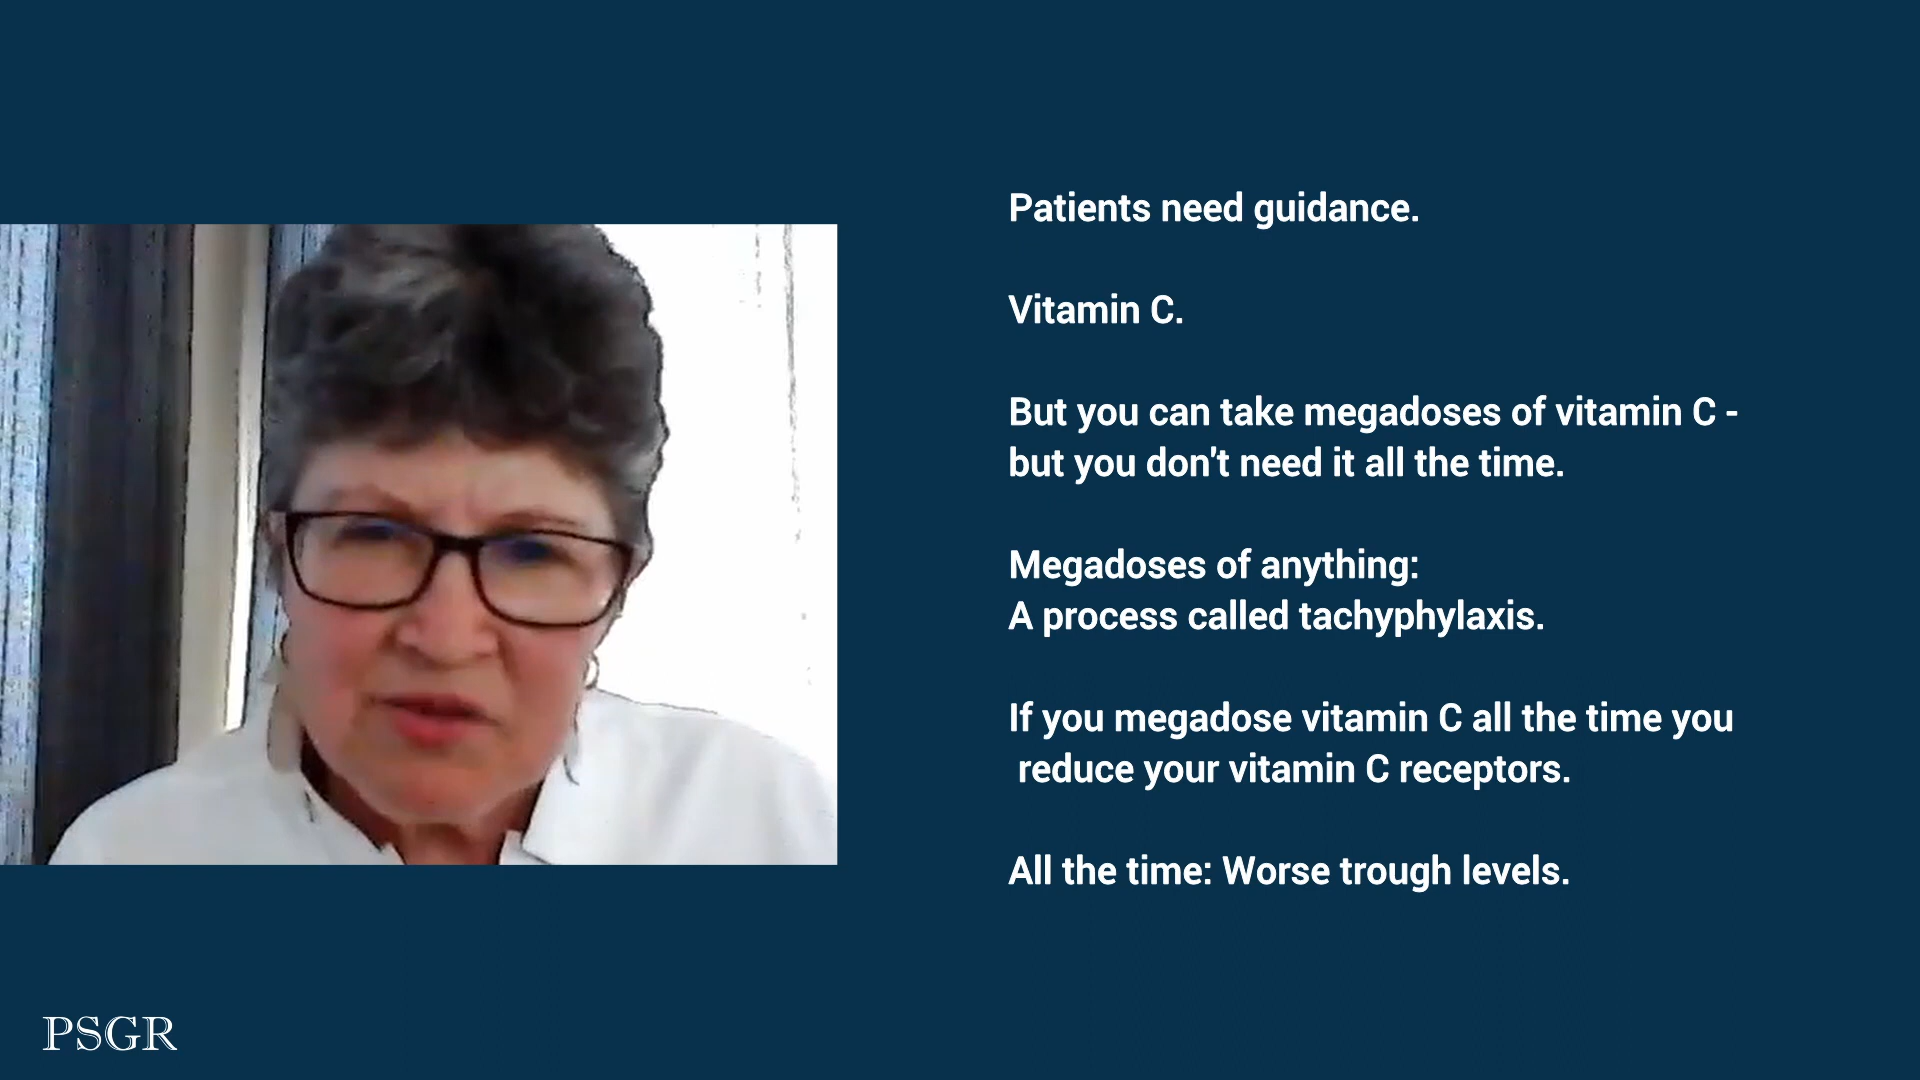 Patients need guidance.
Vitamin C.
But you can take megadoses of vitamin C -
but you don't need it all the time.
Megadoses of anything:
A process called tachyphylaxis.
If you megadose vitamin C all the time you
reduce your vitamin C receptors.
All the time: Worse trough levels.
PSGR